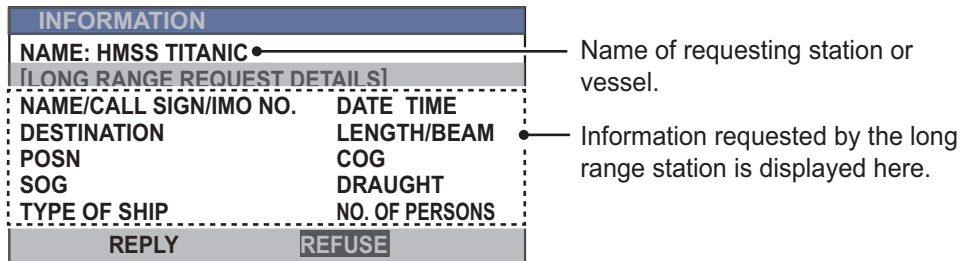 INFORMATION
NAME: HMSS TITANIC
[LONG RANGE REQUEST DETAILS]
NAME/CALL SIGN/IMO NO. DATE TIME
DESTINATION LENGTH/BEAM
POSN COG
SOG DRAUGHT
TYPE OF SHIP NO. OF PERSONS
REPLY REFUSE
Name of requesting station or
vessel.
Information requested by the long
range station is displayed here.